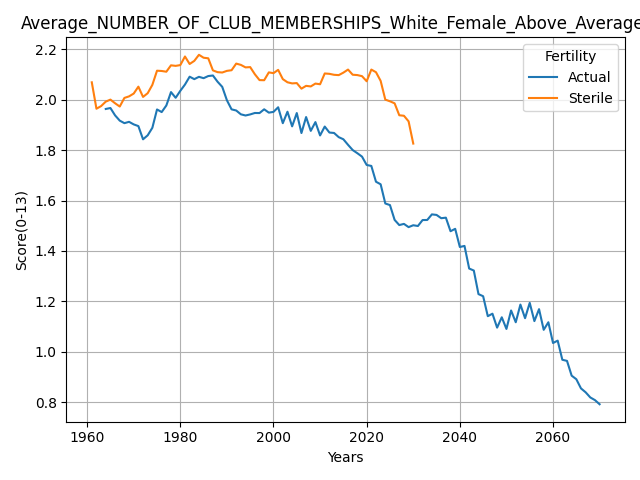 Average_NUMBER_OF_CLUB_MEMBERSHIPS_White_Female_Above_Average
Fertility
Actual
Sterile
Score(0-13)
2.2
2.0
1.8
1.6
1.4
1.2
1.0
0.8
1960 1980 2000 2020 2040 2060
Years